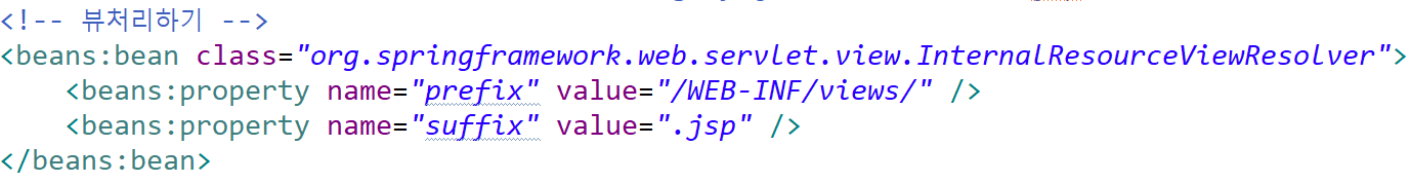 <!-- 뷰처리하기 -->
<beans:bean class="org.springframework.web.servlet.view.InternalResourceViewResolver">
    <beans:property name="prefix" value="/WEB-INF/views/" />
    <beans:property name="suffix" value=".jsp" />
</beans:bean>